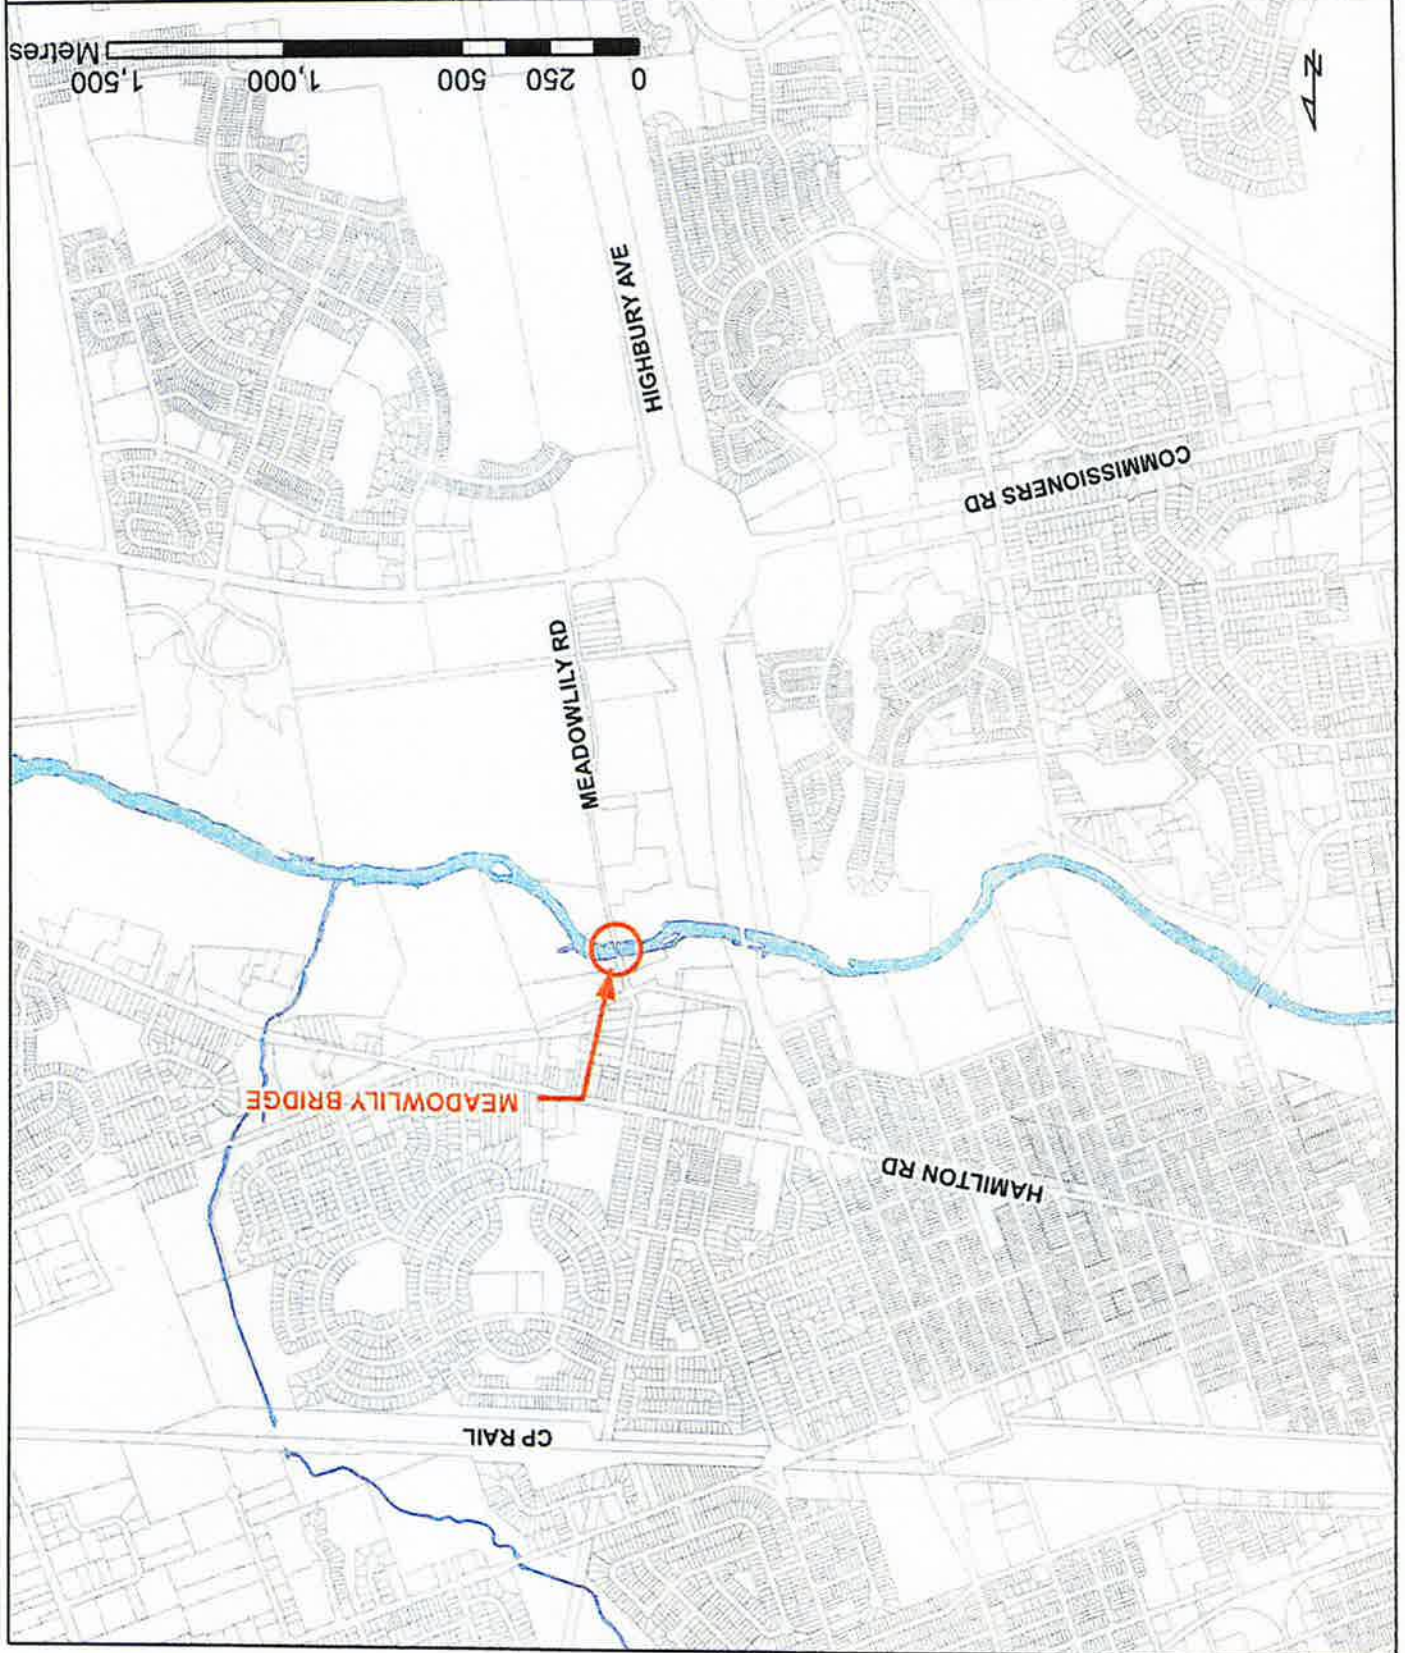 CP RAIL
HAMILTON RD
MEADOWLILY BRIDGE
MEADOWLILY RD
COMMISSIONERS RD
HIGHBURY AVE
N
0 250 500 1,000 1,500
Metres